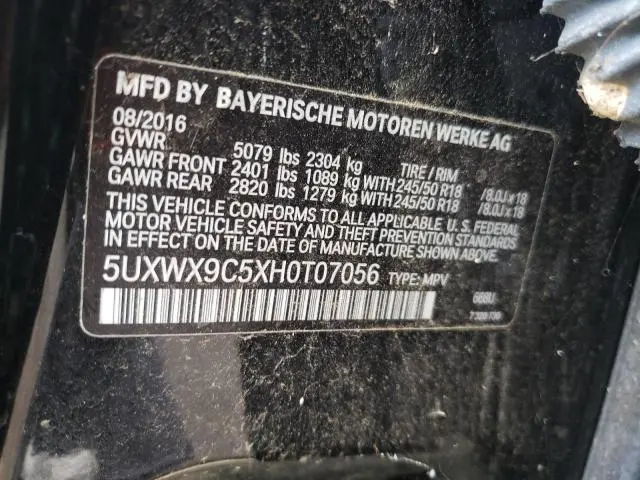 MFD BY BAYERISCHE MOTOREN WERKE AG
08/2016
GVWR 5079 lbs 2304 kg TIRE / RIM
GAWR FRONT 2401 lbs 1089 kg WITH 245/50 R18 /8.0J x 18
GAWR REAR 2820 lbs 1279 kg WITH 245/50 R18 /8.0J x 18
THIS VEHICLE CONFORMS TO ALL APPLICABLE U. S. FEDERAL
MOTOR VEHICLE SAFETY AND THEFT PREVENTION STANDARDS
IN EFFECT ON THE DATE OF MANUFACTURE SHOWN ABOVE.
5UXWX9C5XH0T07056 TYPE: MPV
668U